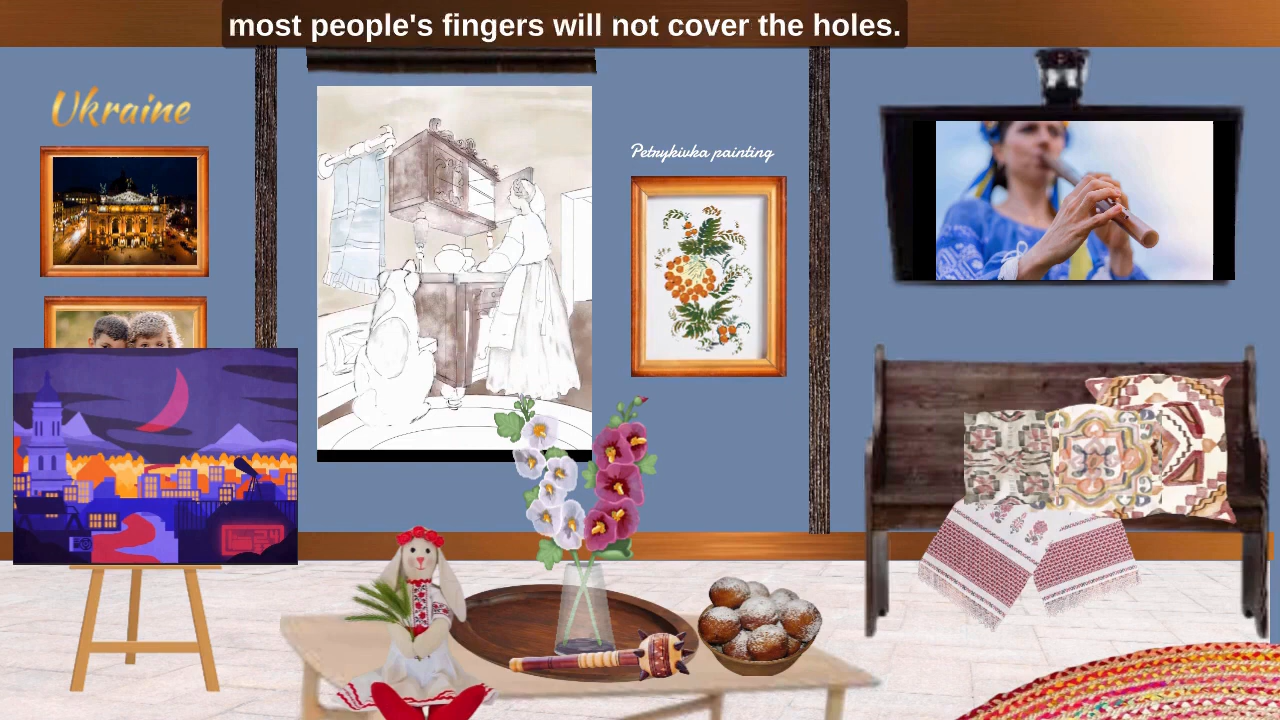 most people's fingers will not cover the holes.
Ukraine
Petrykivka painting